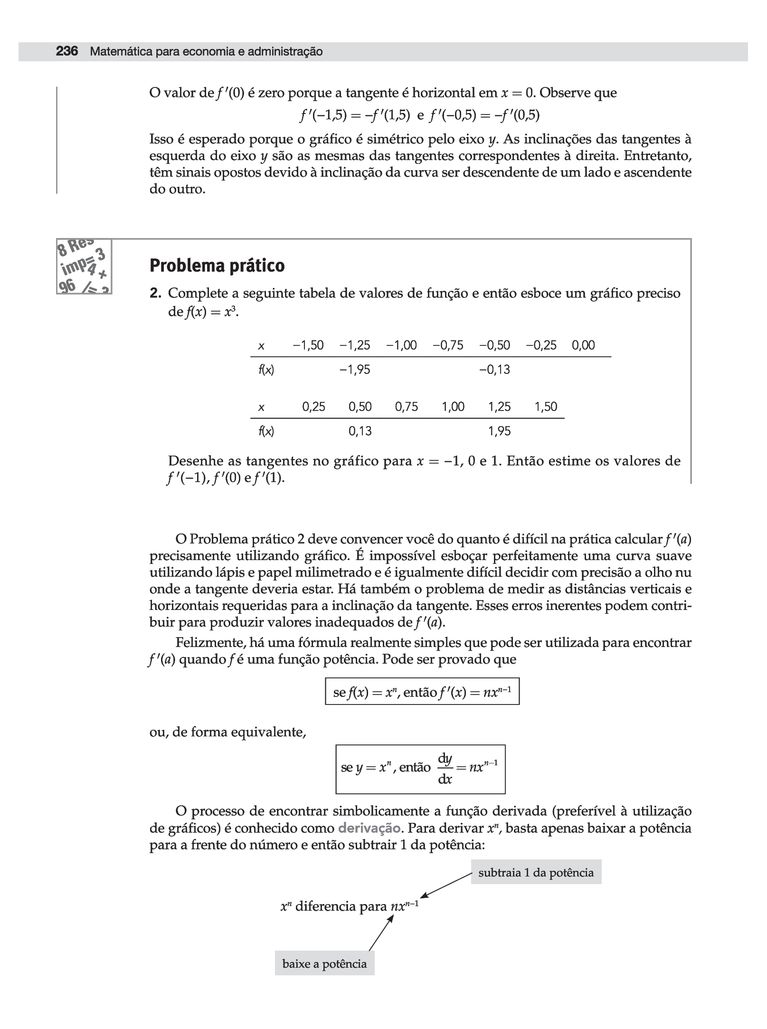 236 Matemática para economia e administração
O valor de f ′(0) é zero porque a tangente é horizontal em x = 0. Observe que
f ′(−1,5) = −f ′(1,5) e f ′(−0,5) = −f ′(0,5)
Isso é esperado porque o gráfico é simétrico pelo eixo y. As inclinações das tangentes à
esquerda do eixo y são as mesmas das tangentes correspondentes à direita. Entretanto,
têm sinais opostos devido à inclinação da curva ser descendente de um lado e ascendente
do outro.
8 Res
imp= 3
4 +
96 /= 2
Problema prático
2. Complete a seguinte tabela de valores de função e então esboce um gráfico preciso
de f(x) = x³.
x −1,50 −1,25 −1,00 −0,75 −0,50 −0,25 0,00
f(x) −1,95 −0,13
x 0,25 0,50 0,75 1,00 1,25 1,50
f(x) 0,13 1,95
Desenhe as tangentes no gráfico para x = −1, 0 e 1. Então estime os valores de
f ′(−1), f ′(0) e f ′(1).
O Problema prático 2 deve convencer você do quanto é difícil na prática calcular f ′(a)
precisamente utilizando gráfico. É impossível esboçar perfeitamente uma curva suave
utilizando lápis e papel milimetrado e é igualmente difícil decidir com precisão a olho nu
onde a tangente deveria estar. Há também o problema de medir as distâncias verticais e
horizontais requeridas para a inclinação da tangente. Esses erros inerentes podem contri-
buir para produzir valores inadequados de f ′(a).
Felizmente, há uma fórmula realmente simples que pode ser utilizada para encontrar
f ′(a) quando f é uma função potência. Pode ser provado que
se f(x) = xⁿ, então f ′(x) = nxⁿ⁻¹
ou, de forma equivalente,
se y = xⁿ, então dy/dx = nxⁿ⁻¹
O processo de encontrar simbolicamente a função derivada (preferível à utilização
de gráficos) é conhecido como derivação. Para derivar xⁿ, basta apenas baixar a potência
para a frente do número e então subtrair 1 da potência:
subtraia 1 da potência
xⁿ diferencia para nxⁿ⁻¹
baixe a potência